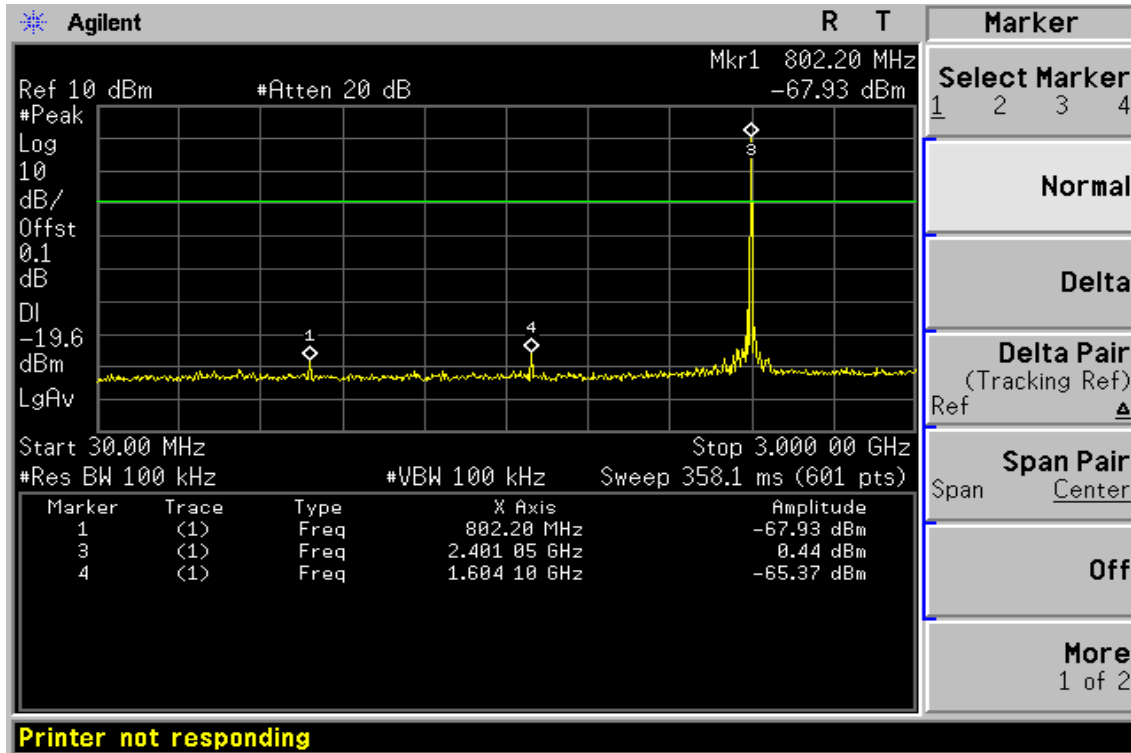 Agilent R T
Mkr1 802.20 MHz
Ref 10 dBm #Atten 20 dB -67.93 dBm
#Peak
Log
10
dB/
Offst
0.1
dB
DI
-19.6
dBm
LgAv
3
1
4
Start 30.00 MHz Stop 3.000 00 GHz
#Res BW 100 kHz #VBW 100 kHz Sweep 358.1 ms (601 pts)
Marker Trace Type X Axis Amplitude
1 (1) Freq 802.20 MHz -67.93 dBm
3 (1) Freq 2.401 05 GHz 0.44 dBm
4 (1) Freq 1.604 10 GHz -65.37 dBm
Printer not responding
Marker
Select Marker
1 2 3 4
Normal
Delta
Delta Pair
(Tracking Ref)
Ref Δ
Span Pair
Span Center
Off
More
1 of 2